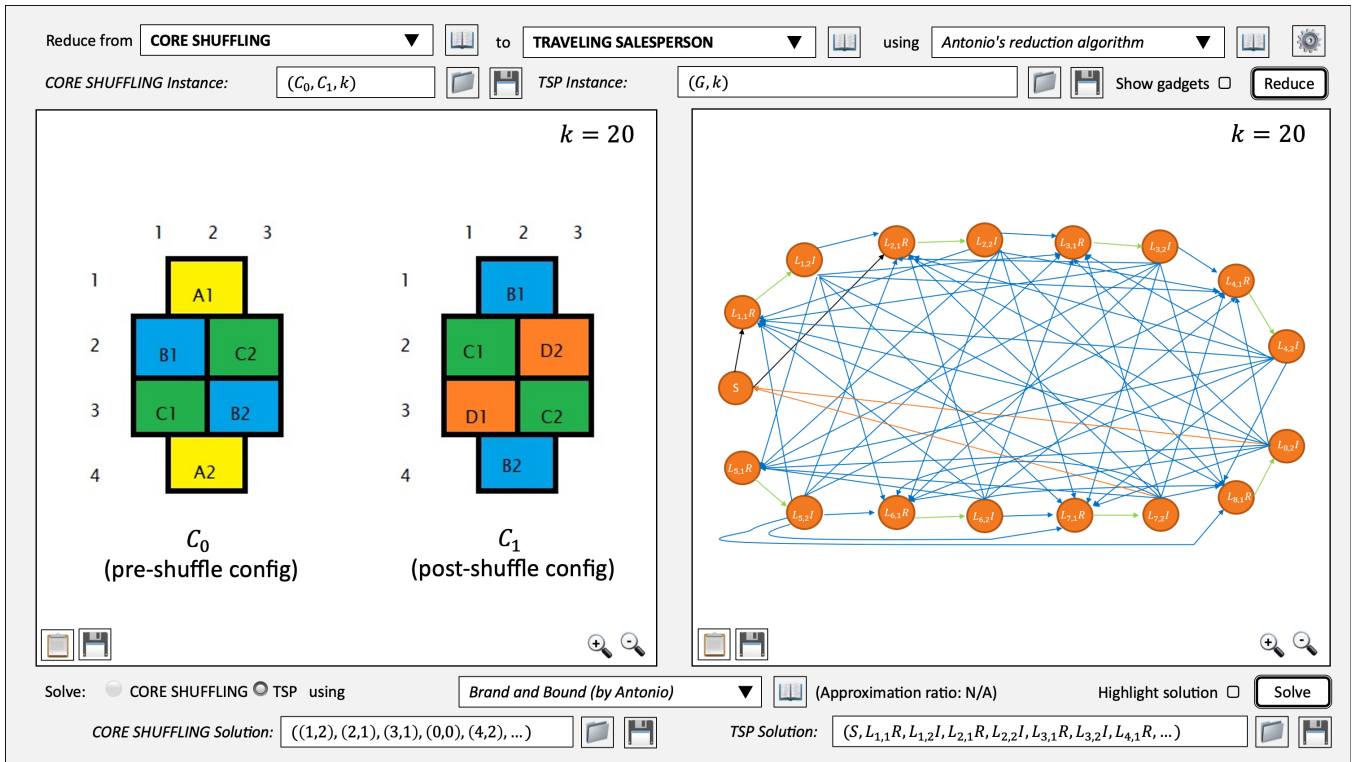 Reduce from CORE SHUFFLING to TRAVELING SALESPERSON using Antonio's reduction algorithm
CORE SHUFFLING Instance: (C₀, C₁, k) TSP Instance: (G, k) Show gadgets Reduce
k = 20
k = 20
1 2 3
1 2 3
1 A1
2 B1 C2
3 C1 B2
4 A2
1 B1
2 C1 D2
3 D1 C2
4 B2
C₀
(pre-shuffle config)
C₁
(post-shuffle config)
L₂,₁R L₂,₂I L₃,₁R L₃,₂I
L₁,₂I L₄,₁R
L₁,₁R L₄,₂I
S
L₅,₁R L₈,₂I
L₅,₂I L₆,₁R L₆,₂I L₇,₁R L₇,₂I L₈,₁R
Solve: CORE SHUFFLING TSP using Brand and Bound (by Antonio) (Approximation ratio: N/A) Highlight solution Solve
CORE SHUFFLING Solution: ((1,2), (2,1), (3,1), (0,0), (4,2), ...) TSP Solution: (S, L₁,₁R, L₁,₂I, L₂,₁R, L₂,₂I, L₃,₁R, L₃,₂I, L₄,₁R, ...)